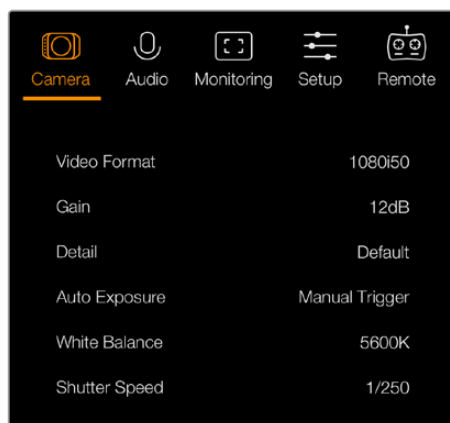 Camera Audio Monitoring Setup Remote
Video Format 1080i50
Gain 12dB
Detail Default
Auto Exposure Manual Trigger
White Balance 5600K
Shutter Speed 1/250